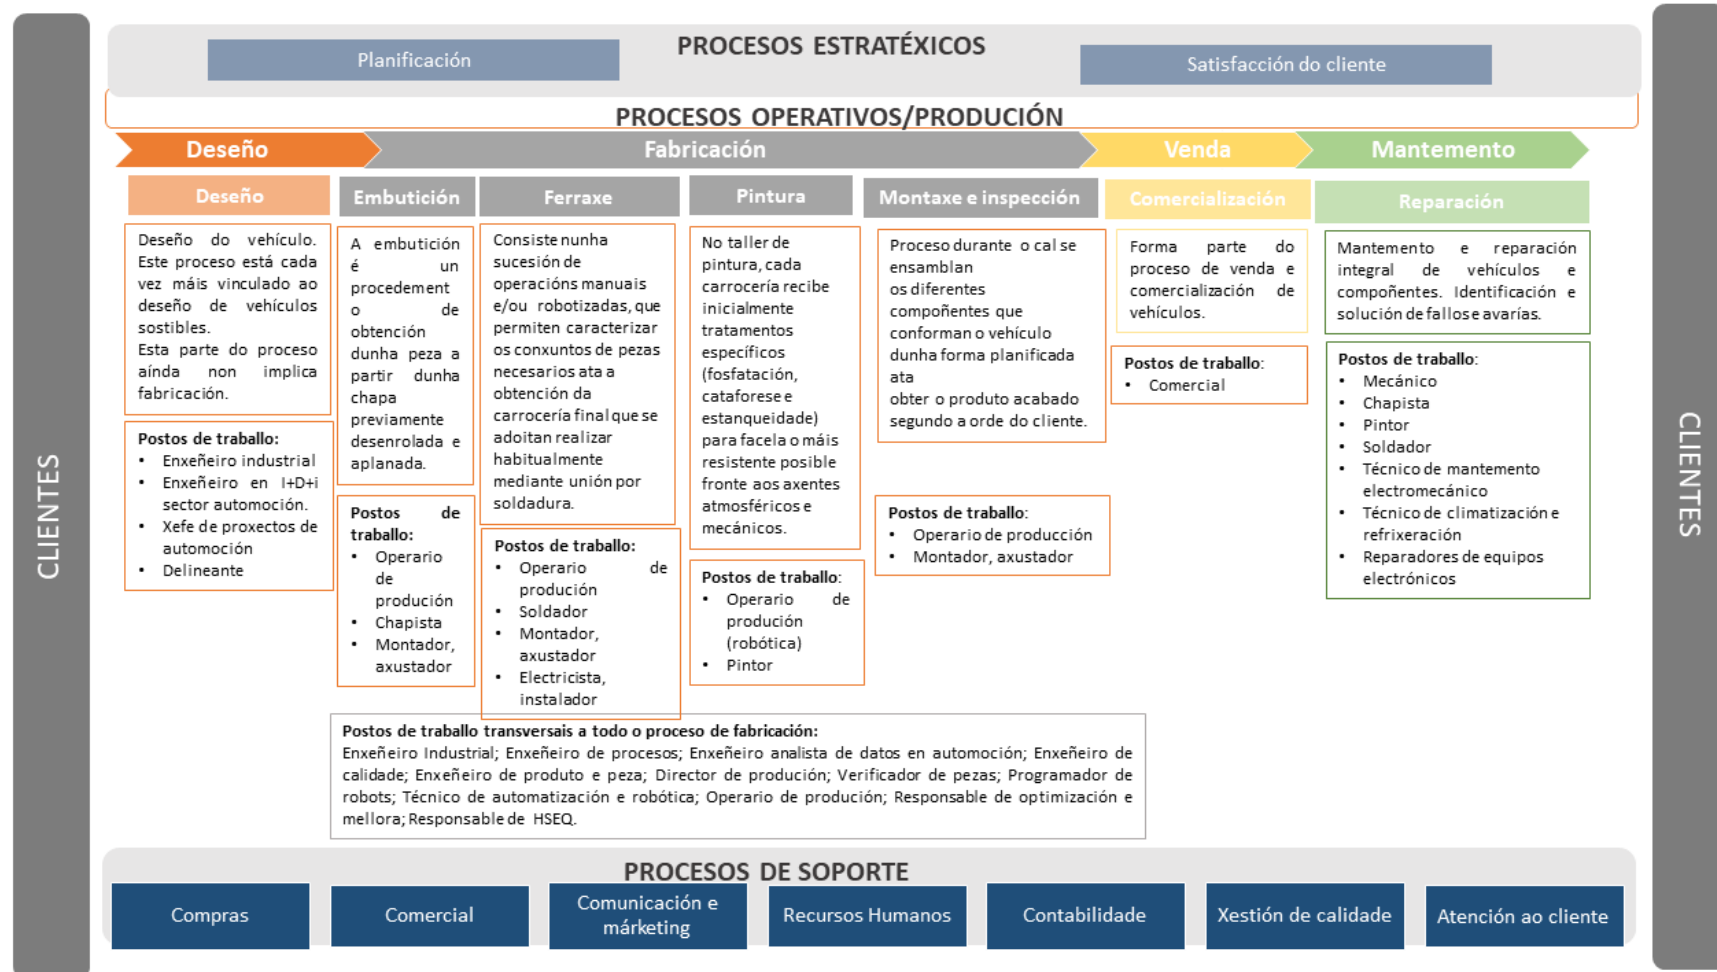 CLIENTES
PROCESOS ESTRATÉXICOS
Planificación
Satisfacción do cliente
PROCESOS OPERATIVOS/PRODUCIÓN
Deseño
Fabricación
Venda
Mantemento
Deseño
Deseño do vehículo.
Este proceso está cada
vez máis vinculado ao
deseño de vehículos
sostibles.
Esta parte do proceso
aínda non implica
fabricación.
Postos de traballo:
• Enxeñeiro industrial
• Enxeñeiro en I+D+i
sector automoción.
• Xefe de proxectos de
automoción
• Delineante
Embutición
A embutición
é un
procedement
o de
obtención
dunha peza a
partir dunha
chapa
previamente
desenrolada e
aplanada.
Postos de
traballo:
• Operario
de
produción
• Chapista
• Montador,
axustador
Ferraxe
Consiste nunha
sucesión de
operacións manuais
e/ou robotizadas, que
permiten caracterizar
os conxuntos de pezas
necesarios ata a
obtención da
carrocería final que se
adoitan realizar
habitualmente
mediante unión por
soldadura.
Postos de traballo:
• Operario de
produción
• Soldador
• Montador,
axustador
• Electricista,
instalador
Pintura
No taller de
pintura, cada
carrocería recibe
inicialmente
tratamentos
específicos
(fosfatación,
cataforese e
estanqueidade)
para facela o máis
resistente posible
fronte aos axentes
atmosféricos e
mecánicos.
Postos de traballo:
• Operario de
produción
(robótica)
• Pintor
Montaxe e inspección
Proceso durante o cal se
ensamblan
os diferentes
compoñentes que
conforman o vehículo
dunha forma planificada
ata
obter o produto acabado
segundo a orde do cliente.
Postos de traballo:
• Operario de producción
• Montador, axustador
Comercialización
Forma parte do
proceso de venda e
comercialización de
vehículos.
Postos de traballo:
• Comercial
Reparación
Mantemento e reparación
integral de vehículos e
compoñentes. Identificación e
solución de fallos e avarías.
Postos de traballo:
• Mecánico
• Chapista
• Pintor
• Soldador
• Técnico de mantemento
electromecánico
• Técnico de climatización e
refrixeración
• Reparadores de equipos
electrónicos
Postos de traballo transversais a todo o proceso de fabricación:
Enxeñeiro Industrial; Enxeñeiro de procesos; Enxeñeiro analista de datos en automoción; Enxeñeiro de
calidade; Enxeñeiro de produto e peza; Director de produción; Verificador de pezas; Programador de
robots; Técnico de automatización e robótica; Operario de produción; Responsable de optimización e
mellora; Responsable de HSEQ.
PROCESOS DE SOPORTE
Compras
Comercial
Comunicación e
márketing
Recursos Humanos
Contabilidade
Xestión de calidade
Atención ao cliente
CLIENTES